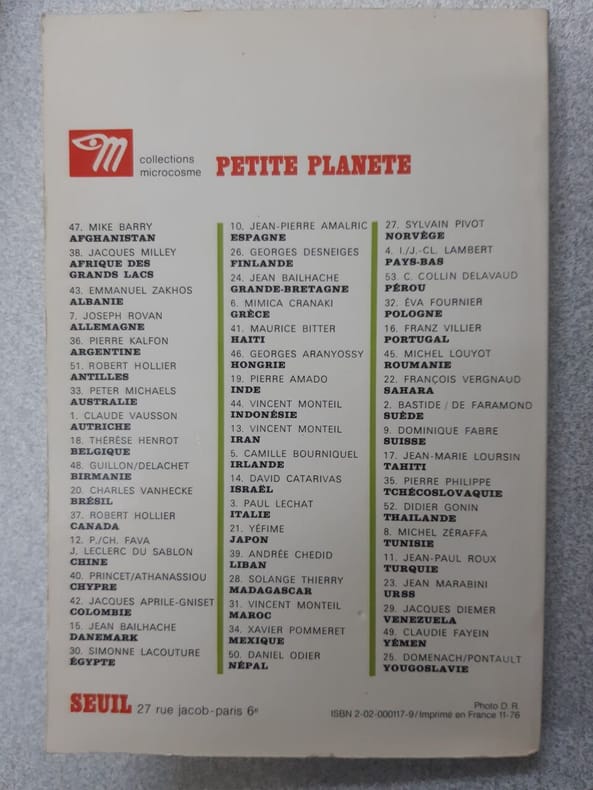 m
collections
microcosme
PETITE PLANETE
47. MIKE BARRY
AFGHANISTAN
38. JACQUES MILLEY
AFRIQUE DES
GRANDS LACS
43. EMMANUEL ZAKHOS
ALBANIE
7. JOSEPH ROVAN
ALLEMAGNE
36. PIERRE KALFON
ARGENTINE
51. ROBERT HOLLIER
ANTILLES
33. PETER MICHAELS
AUSTRALIE
1. CLAUDE VAUSSON
AUTRICHE
18. THÉRÈSE HENROT
BELGIQUE
48. GUILLON/DELACHET
BIRMANIE
20. CHARLES VANHECKE
BRÉSIL
37. ROBERT HOLLIER
CANADA
12. P./CH. FAVA
J. LECLERC DU SABLON
CHINE
40. PRINCET/ATHANASSIOU
CHYPRE
42. JACQUES APRILE-GNISET
COLOMBIE
15. JEAN BAILHACHE
DANEMARK
30. SIMONNE LACOUTURE
ÉGYPTE
10. JEAN-PIERRE AMALRIC
ESPAGNE
26. GEORGES DESNEIGES
FINLANDE
24. JEAN BAILHACHE
GRANDE-BRETAGNE
6. MIMICA CRANAKI
GRÈCE
41. MAURICE BITTER
HAITI
46. GEORGES ARANYOSSY
HONGRIE
19. PIERRE AMADO
INDE
44. VINCENT MONTEIL
INDONÉSIE
13. VINCENT MONTEIL
IRAN
5. CAMILLE BOURNIQUEL
IRLANDE
14. DAVID CATARIVAS
ISRAËL
3. PAUL LECHAT
ITALIE
21. YÉFIME
JAPON
39. ANDRÉE CHEDID
LIBAN
28. SOLANGE THIERRY
MADAGASCAR
31. VINCENT MONTEIL
MAROC
34. XAVIER POMMERET
MEXIQUE
50. DANIEL ODIER
NÉPAL
27. SYLVAIN PIVOT
NORVÈGE
4. I./J.-CL. LAMBERT
PAYS-BAS
53. C. COLLIN DELAVAUD
PÉROU
32. ÉVA FOURNIER
POLOGNE
16. FRANZ VILLIER
PORTUGAL
45. MICHEL LOUYOT
ROUMANIE
22. FRANÇOIS VERGNAUD
SAHARA
2. BASTIDE / DE FARAMOND
SUÈDE
9. DOMINIQUE FABRE
SUISSE
17. JEAN-MARIE LOURSIN
TAHITI
35. PIERRE PHILIPPE
TCHÉCOSLOVAQUIE
52. DIDIER GONIN
THAILANDE
8. MICHEL ZÉRAFFA
TUNISIE
11. JEAN-PAUL ROUX
TURQUIE
23. JEAN MARABINI
URSS
29. JACQUES DIEMER
VENEZUELA
49. CLAUDIE FAYEIN
YÉMEN
25. DOMENACH/PONTAULT
YOUGOSLAVIE
SEUIL 27 rue jacob-paris 6e
Photo D. R.
ISBN 2-02-000117-9/Imprimé en France 11-76